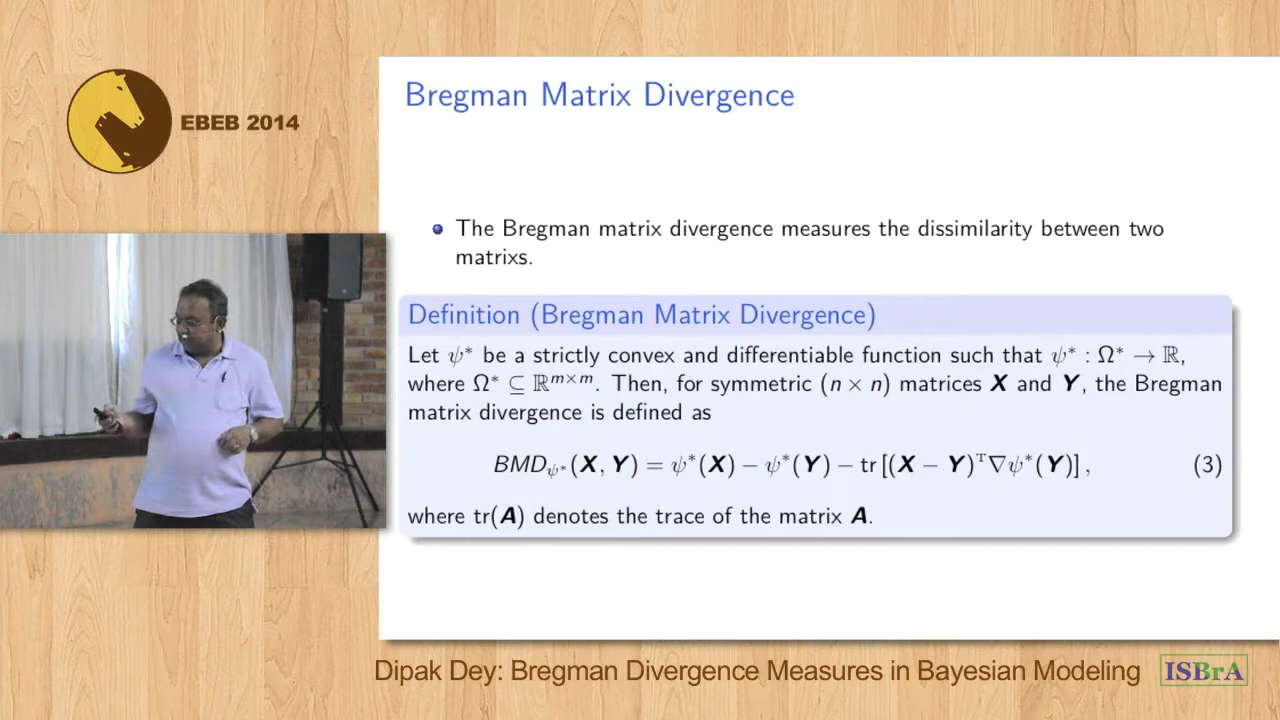 EBEB 2014
Bregman Matrix Divergence
The Bregman matrix divergence measures the dissimilarity between two
matrixs.
Definition (Bregman Matrix Divergence)
Let ψ* be a strictly convex and differentiable function such that ψ* : Ω* → ℝ,
where Ω* ⊆ ℝᵐˣᵐ. Then, for symmetric (n × n) matrices X and Y, the Bregman
matrix divergence is defined as
BMD_ψ*(X, Y) = ψ*(X) − ψ*(Y) − tr [(X − Y)ᵀ∇ψ*(Y)] , (3)
where tr(A) denotes the trace of the matrix A.
Dipak Dey: Bregman Divergence Measures in Bayesian Modeling ISBrA